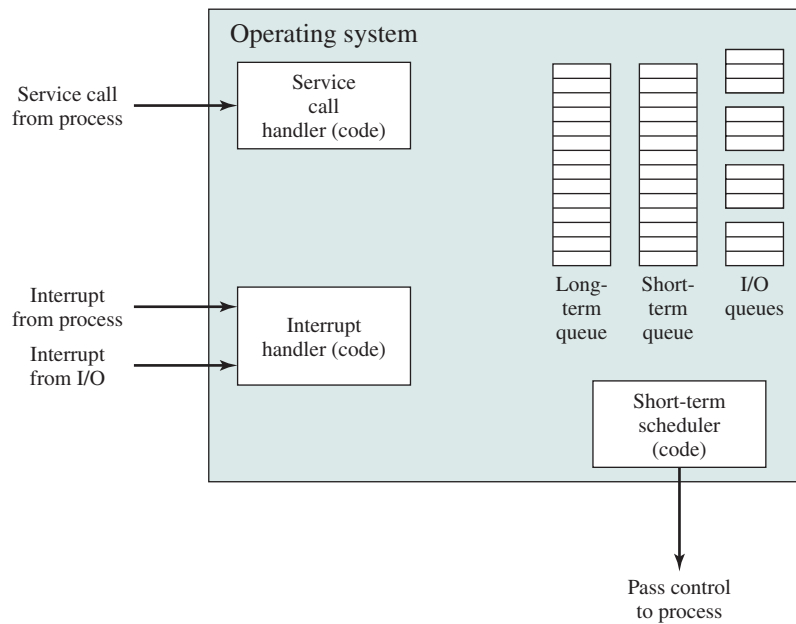 Operating system
Service call
from process
Service
call
handler (code)
Interrupt
from process
Interrupt
from I/O
Interrupt
handler (code)
Long-
term
queue
Short-
term
queue
I/O
queues
Short-term
scheduler
(code)
Pass control
to process